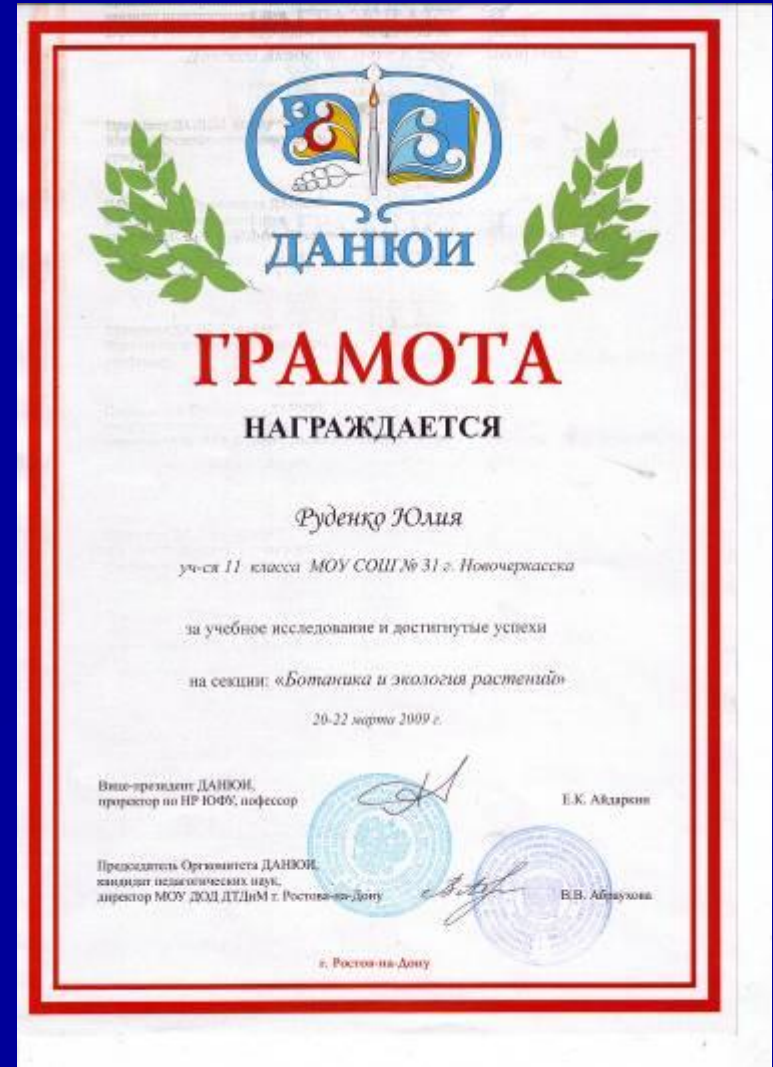 ДАНЮИ
ГРАМОТА
НАГРАЖДАЕТСЯ
Руденко Юлия
уч-ся 11 класса МОУ СОШ № 31 г. Новочеркасска
за учебное исследование и достигнутые успехи
на секции: «Ботаника и экология растений»
20-22 марта 2009 г.
Вице-президент ДАНЮИ,
проректор по НР ЮФУ, пофессор
Е.К. Айдаркин
Председатель Оргкомитета ДАНЮИ,
кандидат педагогических наук,
директор МОУ ДОД ДТДиМ г. Ростова-на-Дону
В.В. Абраухова
г. Ростов-на-Дону